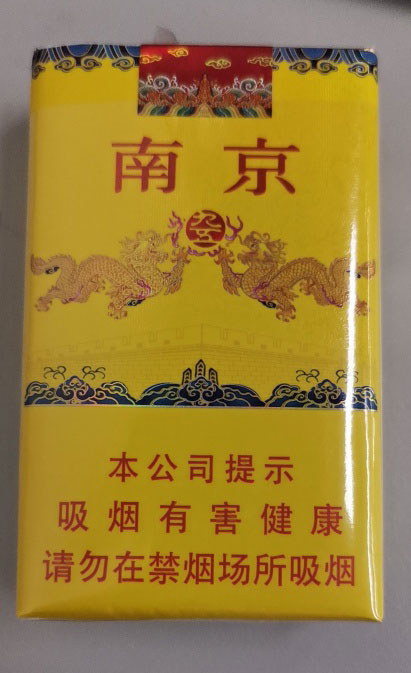 南京
本公司提示
吸烟有害健康
请勿在禁烟场所吸烟